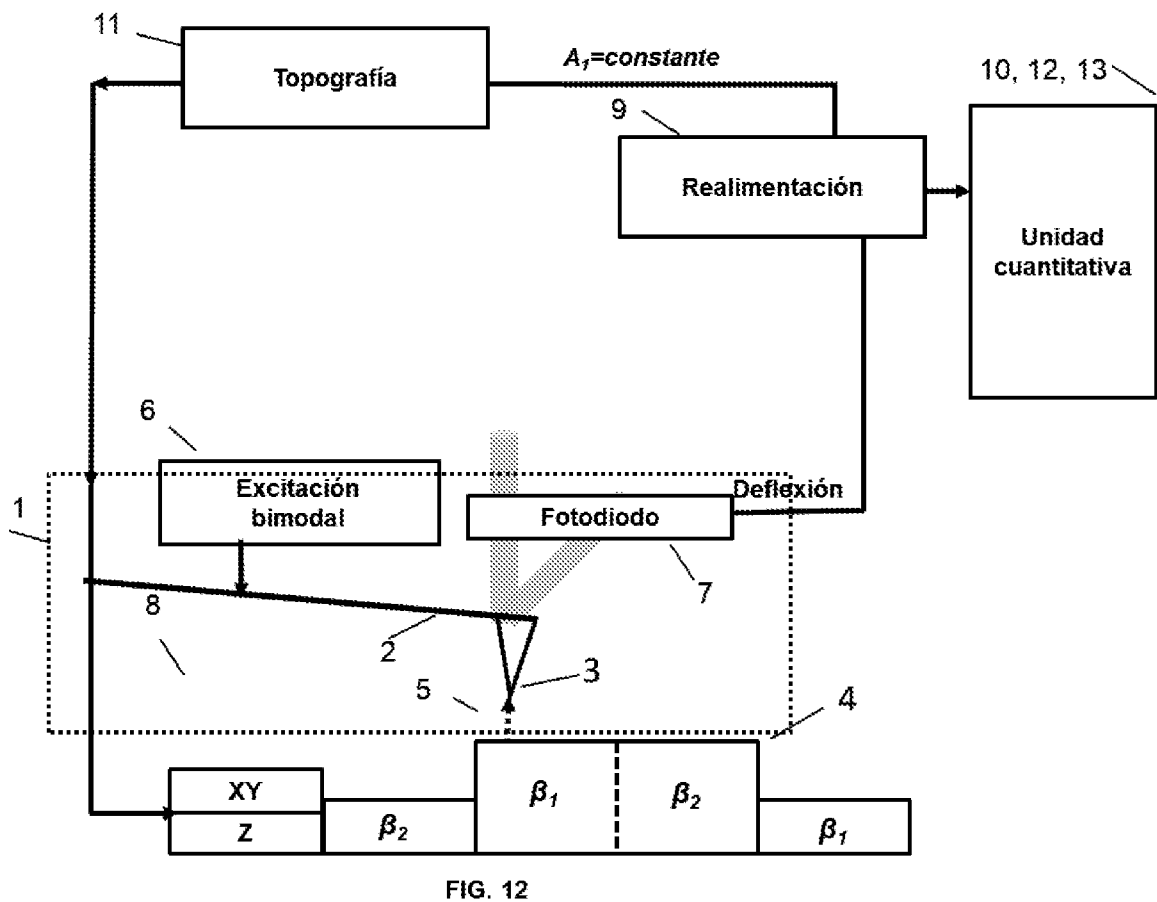 11
Topografía
A₁=constante
9
10, 12, 13
Realimentación
Unidad
cuantitativa
6
Excitación
bimodal
Deflexión
1
Fotodiodo
7
8
2
3
5
4
XY
Z
β₂
β₁
β₂
β₁
FIG. 12